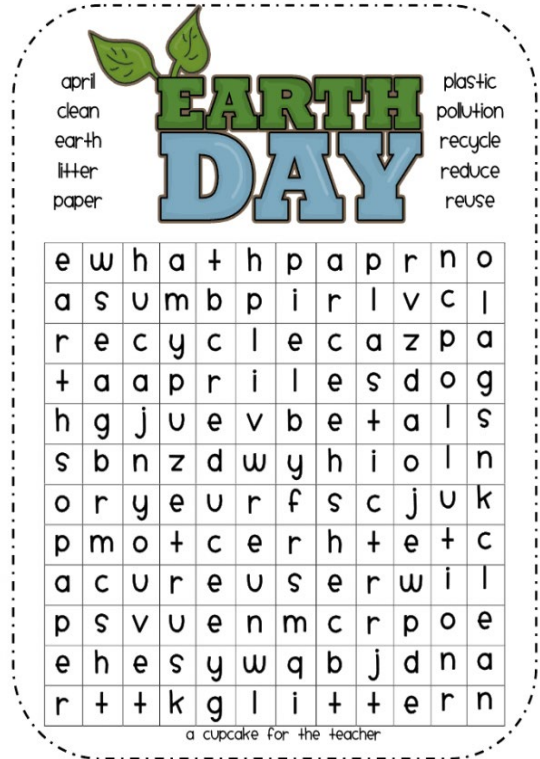 EARTH
DAY
april
clean
earth
litter
paper
plastic
pollution
recycle
reduce
reuse
e w h a t h p a p r n o
a s u m b p i r l v c l
r e c y c l e c a z p a
t a a p r i l e s d o g
h g j u e v b e t a l s
s b n z d w y h i o l n
o r y e u r f s c j u k
p m o t c e r h t e t c
a c u r e u s e r w i l
p s v u e n m c r p o e
e h e s y w q b j d n a
r t t k g l i t t e r n
a cupcake for the teacher